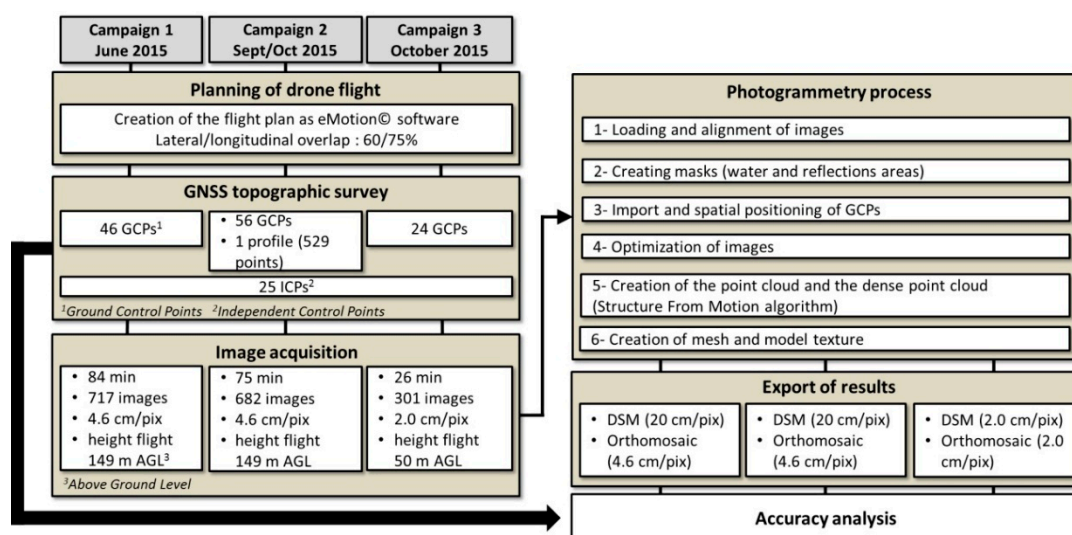 Campaign 1
June 2015
Campaign 2
Sept/Oct 2015
Campaign 3
October 2015
Planning of drone flight
Creation of the flight plan as eMotion© software
Lateral/longitudinal overlap : 60/75%
GNSS topographic survey
46 GCPs¹
• 56 GCPs
• 1 profile (529
points)
24 GCPs
25 ICPs²
¹Ground Control Points ²Independent Control Points
Image acquisition
• 84 min
• 717 images
• 4.6 cm/pix
• height flight
149 m AGL³
• 75 min
• 682 images
• 4.6 cm/pix
• height flight
149 m AGL
• 26 min
• 301 images
• 2.0 cm/pix
• height flight
50 m AGL
³Above Ground Level
Photogrammetry process
1- Loading and alignment of images
2- Creating masks (water and reflections areas)
3- Import and spatial positioning of GCPs
4- Optimization of images
5- Creation of the point cloud and the dense point cloud
(Structure From Motion algorithm)
6- Creation of mesh and model texture
Export of results
• DSM (20 cm/pix)
• Orthomosaic
(4.6 cm/pix)
• DSM (20 cm/pix)
• Orthomosaic
(4.6 cm/pix)
• DSM (2.0 cm/pix)
• Orthomosaic (2.0
cm/pix)
Accuracy analysis